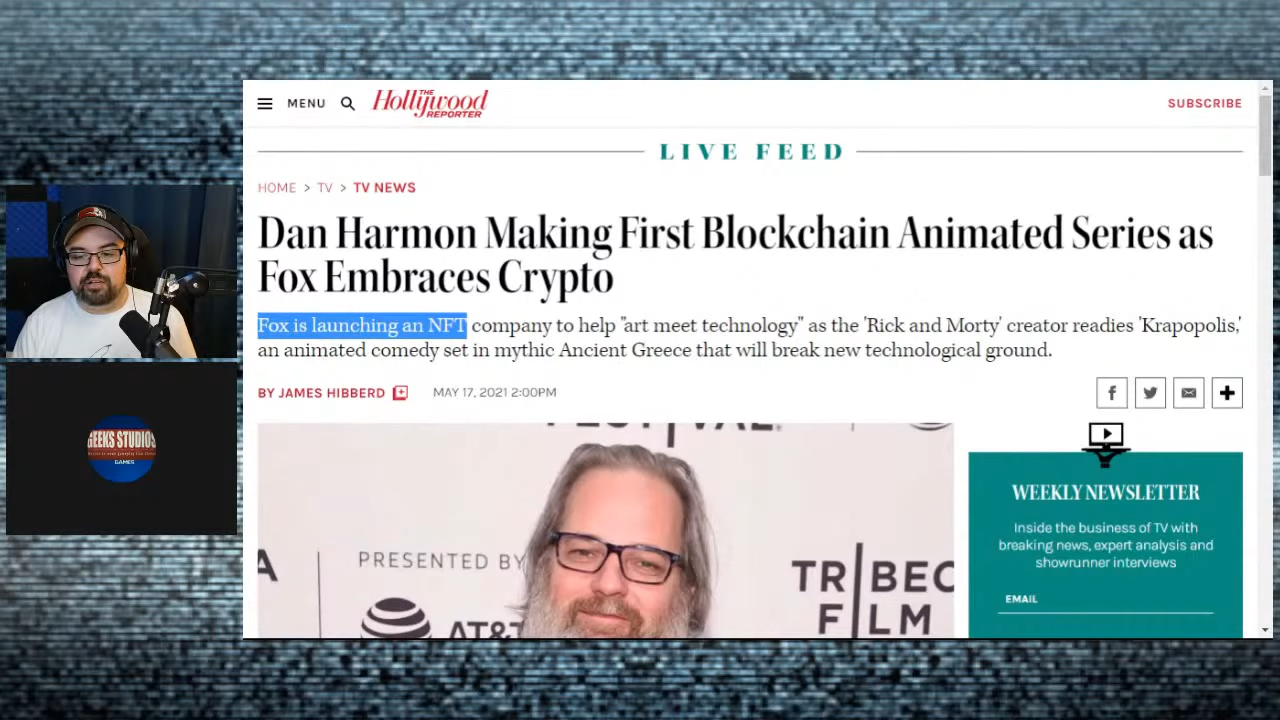 MENU
THE
Hollywood
REPORTER
SUBSCRIBE
LIVE FEED
HOME > TV > TV NEWS
Dan Harmon Making First Blockchain Animated Series as
Fox Embraces Crypto
Fox is launching an NFT company to help "art meet technology" as the 'Rick and Morty' creator readies 'Krapopolis,'
an animated comedy set in mythic Ancient Greece that will break new technological ground.
BY JAMES HIBBERD
MAY 17, 2021 2:00PM
PRESENTED BY
AT&T
TRIBEC
FILM
WEEKLY NEWSLETTER
Inside the business of TV with
breaking news, expert analysis and
showrunner interviews
EMAIL
GEEKS STUDIOS
GAMES